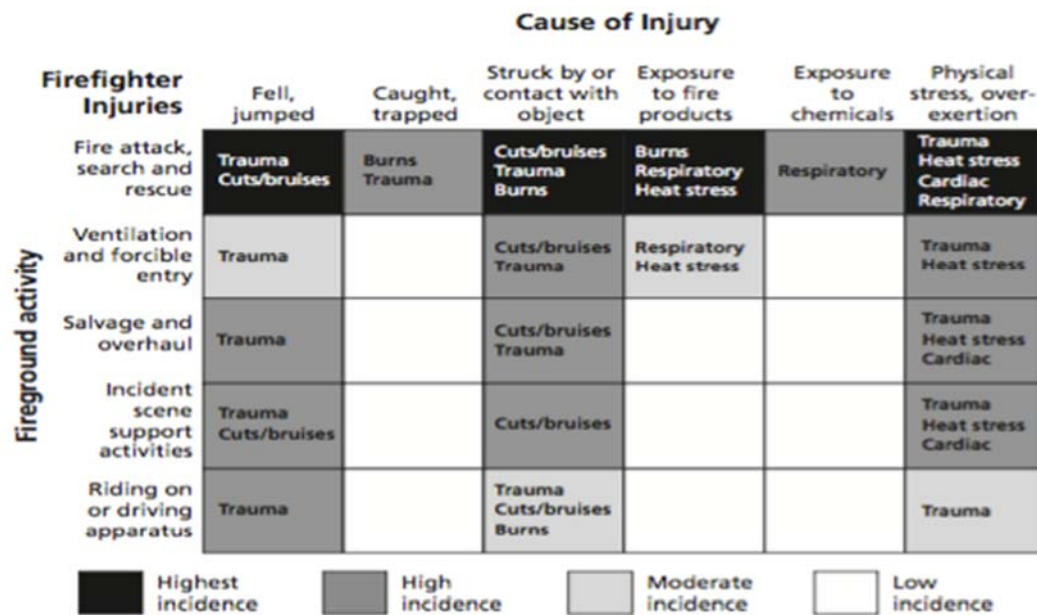 Cause of Injury
Firefighter
Injuries
Fell,
jumped
Caught,
trapped
Struck by or
contact with
object
Exposure
to fire
products
Exposure
to
chemicals
Physical
stress, over-
exertion
Fireground activity
Fire attack,
search and
rescue
Trauma
Cuts/bruises
Burns
Trauma
Cuts/bruises
Trauma
Burns
Burns
Respiratory
Heat stress
Respiratory
Trauma
Heat stress
Cardiac
Respiratory
Ventilation
and forcible
entry
Trauma
Cuts/bruises
Trauma
Respiratory
Heat stress
Trauma
Heat stress
Salvage and
overhaul
Trauma
Cuts/bruises
Trauma
Trauma
Heat stress
Cardiac
Incident
scene
support
activities
Trauma
Cuts/bruises
Cuts/bruises
Trauma
Heat stress
Cardiac
Riding on
or driving
apparatus
Trauma
Trauma
Cuts/bruises
Burns
Trauma
Highest
incidence
High
incidence
Moderate
incidence
Low
incidence